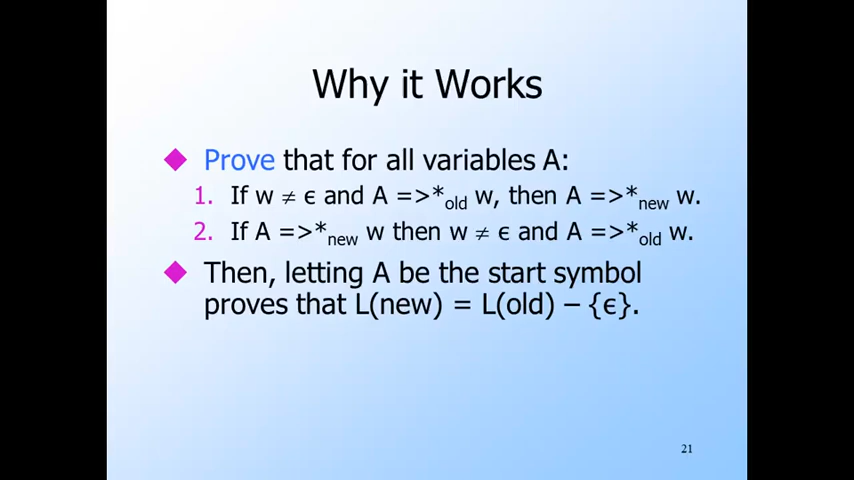 Why it Works
◆ Prove that for all variables A:
1. If w ≠ ϵ and A =>*old w, then A =>*new w.
2. If A =>*new w then w ≠ ϵ and A =>*old w.
◆ Then, letting A be the start symbol
proves that L(new) = L(old) – {ϵ}.
21